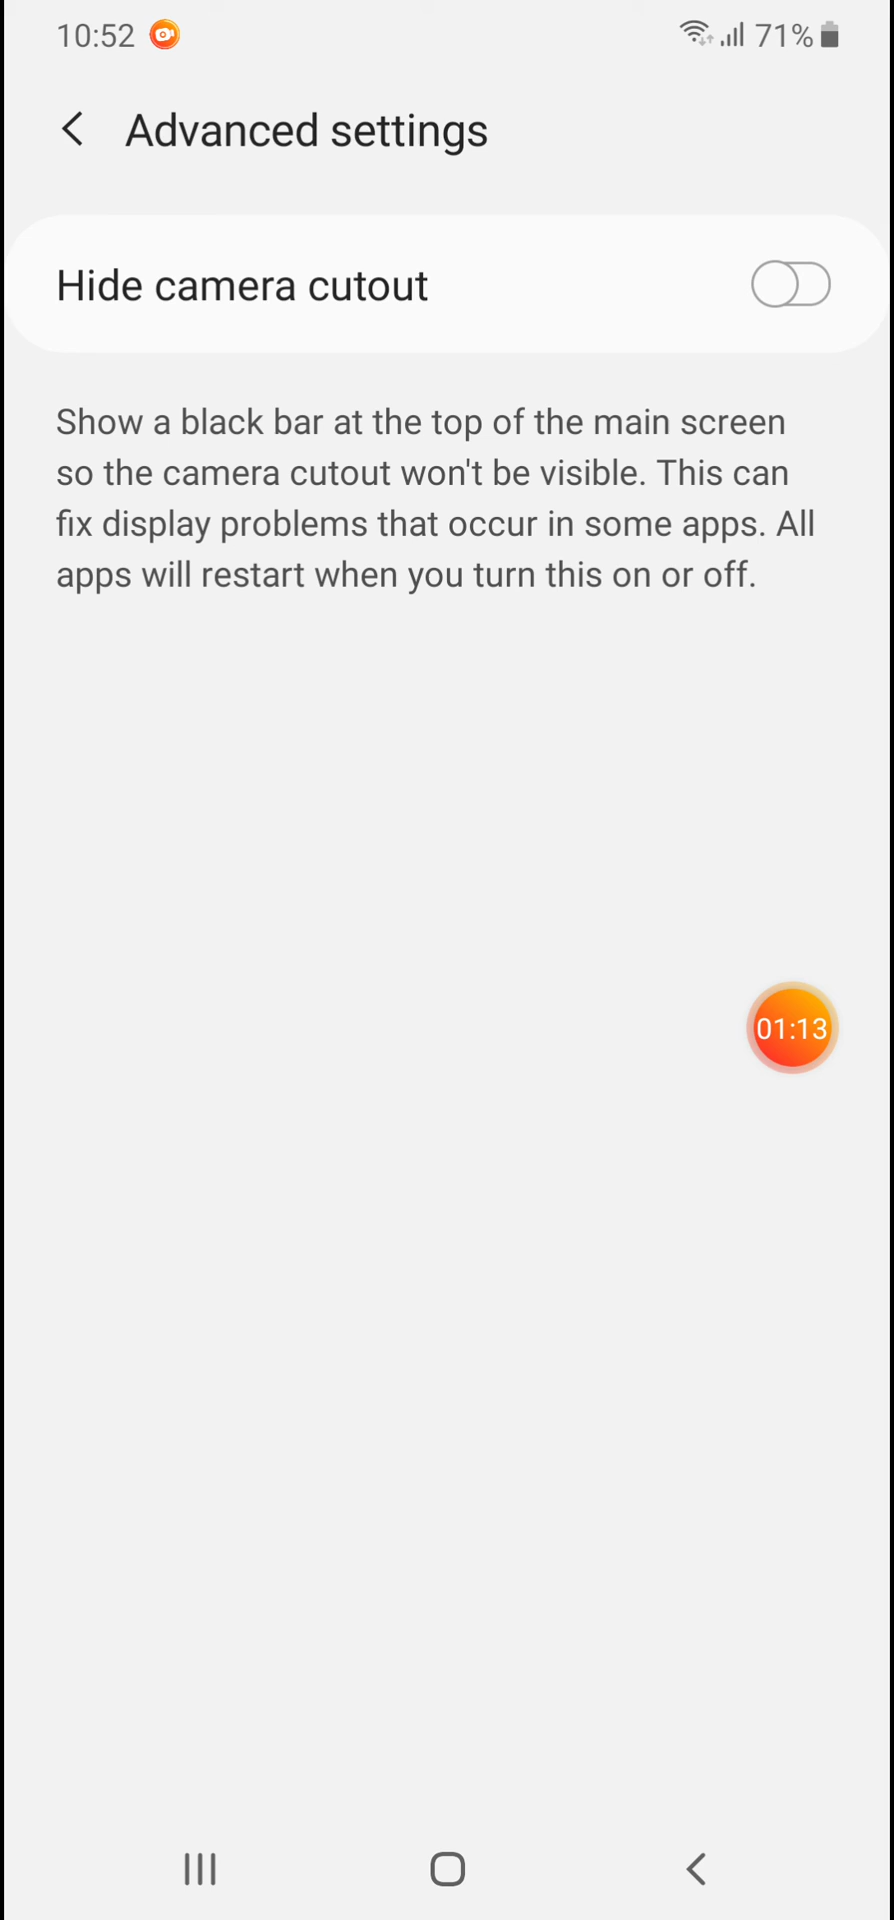 10:52 71%
Advanced settings
Hide camera cutout
Show a black bar at the top of the main screen
so the camera cutout won't be visible. This can
fix display problems that occur in some apps. All
apps will restart when you turn this on or off.
01:13